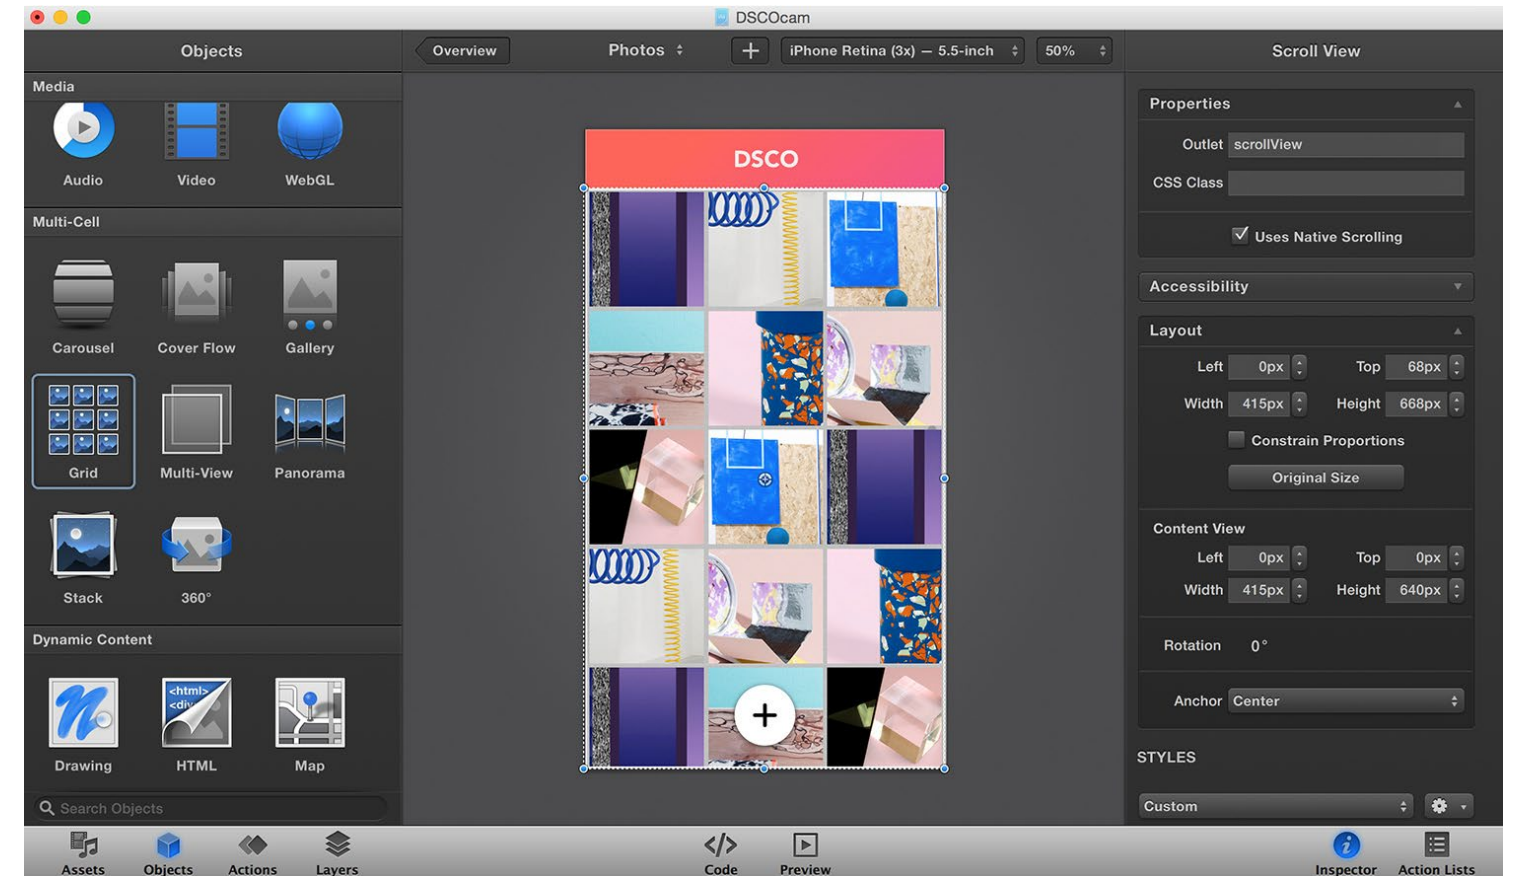 DSCOcam
Objects
Overview
Photos
iPhone Retina (3x) — 5.5-inch
50%
Scroll View
Media
Audio
Video
WebGL
Multi-Cell
Carousel
Cover Flow
Gallery
Grid
Multi-View
Panorama
Stack
360°
Dynamic Content
<html>
<div
Drawing
HTML
Map
Search Objects
DSCO
Properties
Outlet scrollView
CSS Class
Uses Native Scrolling
Accessibility
Layout
Left 0px Top 68px
Width 415px Height 668px
Constrain Proportions
Original Size
Content View
Left 0px Top 0px
Width 415px Height 640px
Rotation 0°
Anchor Center
STYLES
Custom
Assets
Objects
Actions
Layers
</>
Code
Preview
Inspector
Action Lists